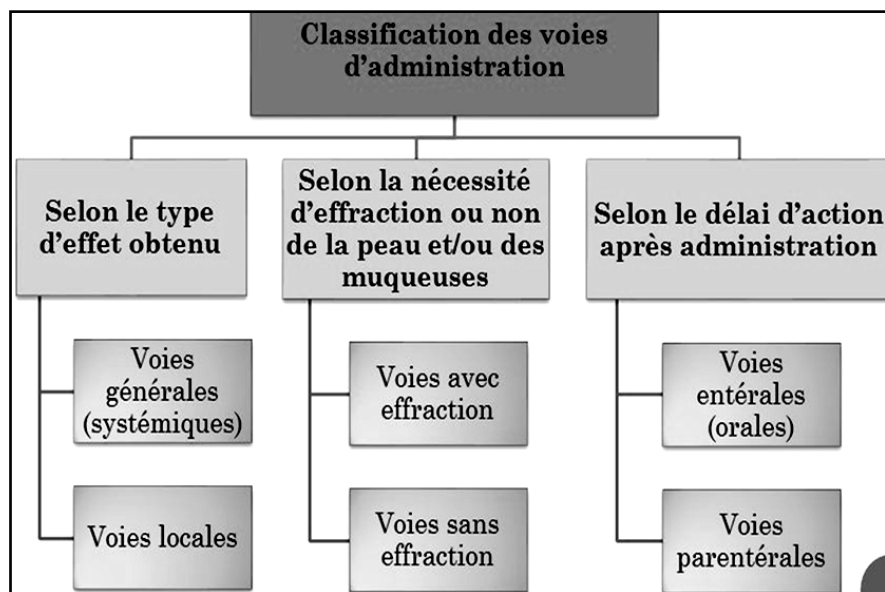 Classification des voies
d'administration
Selon le type
d'effet obtenu
Selon la nécessité
d'effraction ou non
de la peau et/ou des
muqueuses
Selon le délai d'action
après administration
Voies
générales
(systémiques)
Voies locales
Voies avec
effraction
Voies sans
effraction
Voies
entérales
(orales)
Voies
parentérales